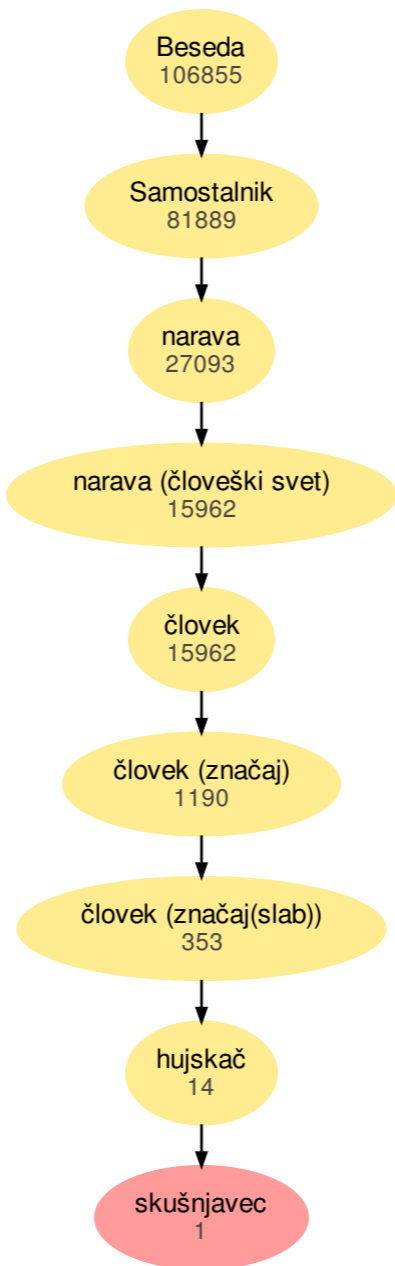 Beseda
106855
Samostalnik
81889
narava
27093
narava (človeški svet)
15962
človek
15962
človek (značaj)
1190
človek (značaj(slab))
353
hujskač
14
skušnjavec
1